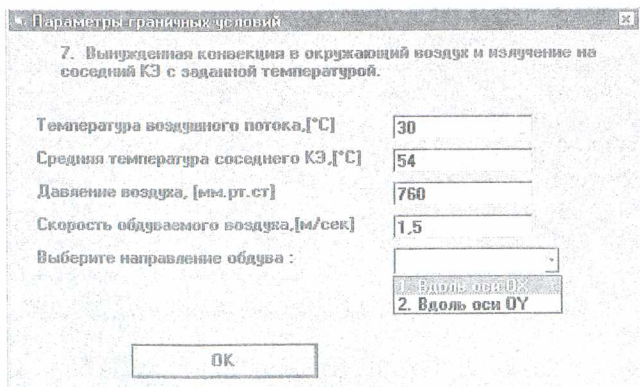 Параметры граничных условий
7. Вынужденная конвекция в окружающий воздух и излучение на
соседний КЭ с заданной температурой.
Температура воздушного потока,[°C] 30
Средняя температура соседнего КЭ,[°C] 54
Давление воздуха, [мм.рт.ст] 760
Скорость обдуваемого воздуха,[м/сек] 1,5
Выберите направление обдува :
1. Вдоль оси OX
2. Вдоль оси OY
OK